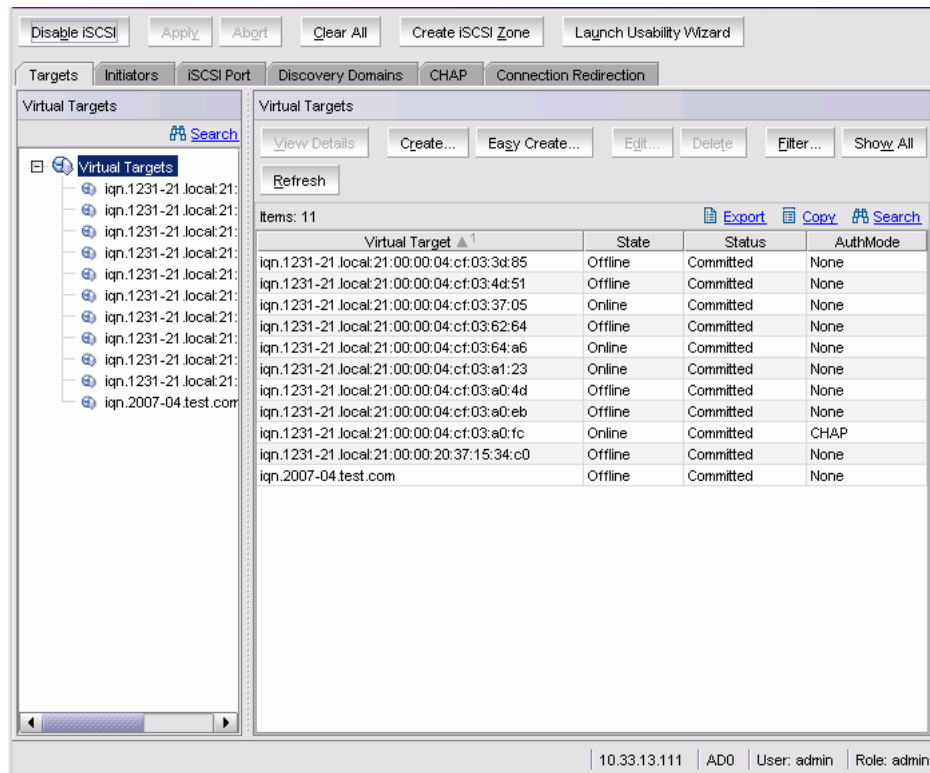 Disable iSCSI Apply Abort Clear All Create iSCSI Zone Launch Usability Wizard
Targets Initiators iSCSI Port Discovery Domains CHAP Connection Redirection
Virtual Targets
Search
Virtual Targets
iqn.1231-21.local:21:
iqn.1231-21.local:21:
iqn.1231-21.local:21:
iqn.1231-21.local:21:
iqn.1231-21.local:21:
iqn.1231-21.local:21:
iqn.1231-21.local:21:
iqn.1231-21.local:21:
iqn.1231-21.local:21:
iqn.1231-21.local:21:
iqn.2007-04.test.com
Virtual Targets
View Details Create... Easy Create... Edit... Delete Filter... Show All
Refresh
Items: 11 Export Copy Search
Virtual Target 1 State Status AuthMode
iqn.1231-21.local:21:00:00:04:cf:03:3d:85 Offline Committed None
iqn.1231-21.local:21:00:00:04:cf:03:4d:51 Offline Committed None
iqn.1231-21.local:21:00:00:04:cf:03:37:05 Online Committed None
iqn.1231-21.local:21:00:00:04:cf:03:62:64 Offline Committed None
iqn.1231-21.local:21:00:00:04:cf:03:64:a6 Online Committed None
iqn.1231-21.local:21:00:00:04:cf:03:a1:23 Online Committed None
iqn.1231-21.local:21:00:00:04:cf:03:a0:4d Offline Committed None
iqn.1231-21.local:21:00:00:04:cf:03:a0:eb Offline Committed None
iqn.1231-21.local:21:00:00:04:cf:03:a0:fc Online Committed CHAP
iqn.1231-21.local:21:00:00:20:37:15:34:c0 Offline Committed None
iqn.2007-04.test.com Offline Committed None
10.33.13.111 AD0 User: admin Role: admin